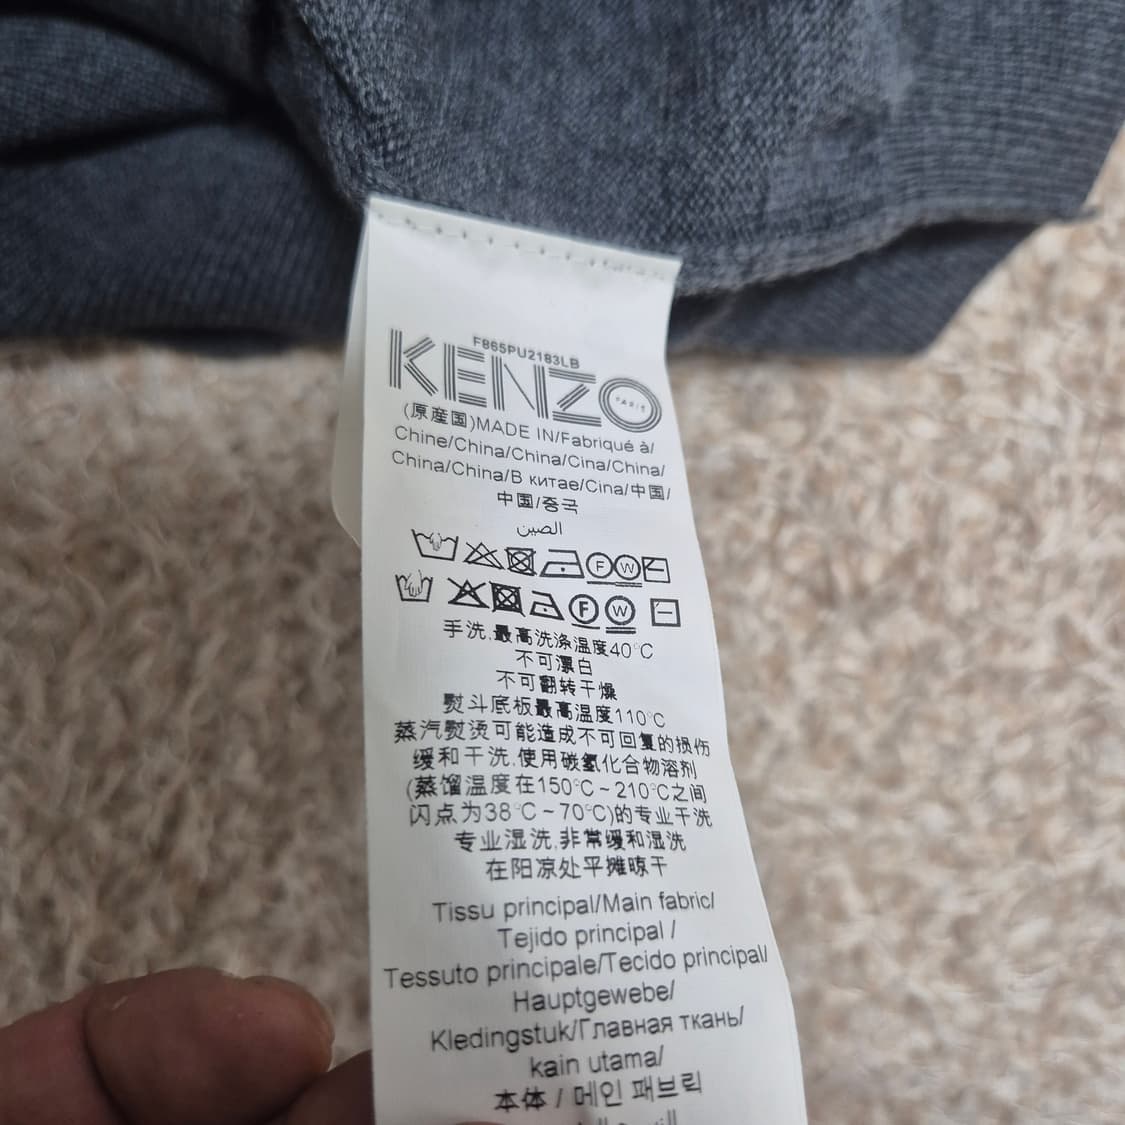 F865PU2183LB
KENZO
PARIS
(原産国)MADE IN/Fabriqué à/
Chine/China/China/Cina/China/
China/China/В китае/Cina/中国/
中国/중국
الصين
F W
F W
手洗,最高洗涤温度40°C
不可漂白
不可翻转干燥
熨斗底板最高温度110°C
蒸汽熨烫可能造成不可回复的损伤
缓和干洗,使用碳氢化合物溶剂
(蒸馏温度在150°C~210°C之间
闪点为38°C~70°C)的专业干洗
专业湿洗,非常缓和湿洗
在阳凉处平摊晾干
Tissu principal/Main fabric/
Tejido principal /
Tessuto principale/Tecido principal/
Hauptgewebe/
Kledingstuk/Главная ткань/
kain utama/
本体 / 메인 패브릭